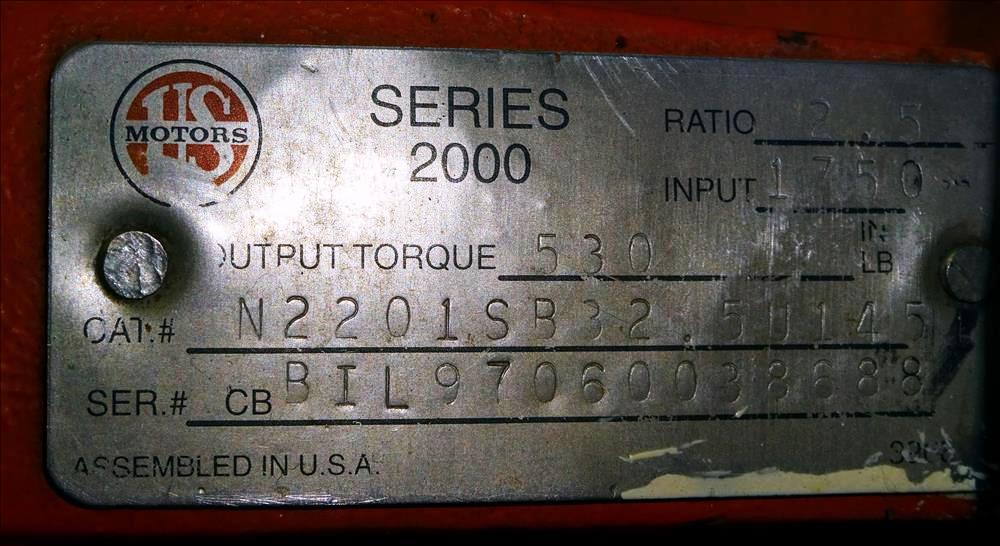 US
MOTORS
SERIES
2000
RATIO 2.5
INPUT 1750
OUTPUT TORQUE 530 IN LB
CAT.# N2201SB32.5U145
SER.# CB BIL97060038688
ASSEMBLED IN U.S.A.